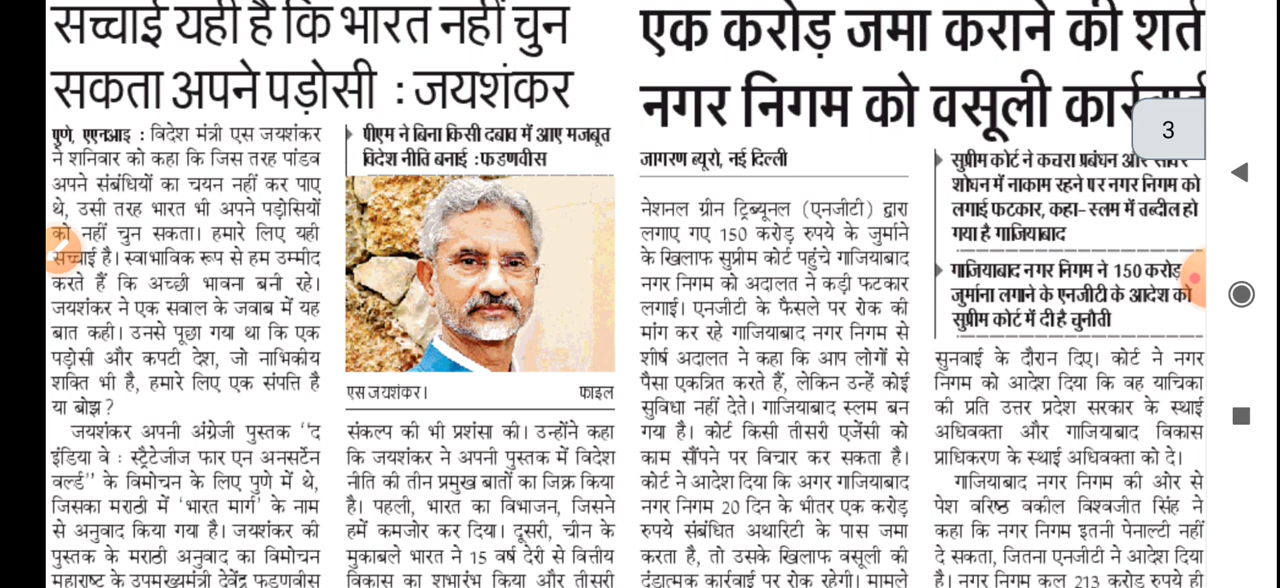 सच्चाई यही है कि भारत नहीं चुन
सकता अपने पड़ोसी : जयशंकर
पुणे, एएनआइ : विदेश मंत्री एस जयशंकर
ने शनिवार को कहा कि जिस तरह पांडव
अपने संबंधियों का चयन नहीं कर पाए
थे, उसी तरह भारत भी अपने पड़ोसियों
को नहीं चुन सकता। हमारे लिए यही
सच्चाई है। स्वाभाविक रूप से हम उम्मीद
करते हैं कि अच्छी भावना बनी रहे।
जयशंकर ने एक सवाल के जवाब में यह
बात कही। उनसे पूछा गया था कि एक
पड़ोसी और कपटी देश, जो नाभिकीय
शक्ति भी है, हमारे लिए एक संपत्ति है
या बोझ?
जयशंकर अपनी अंग्रेजी पुस्तक ‘‘द
इंडिया वे : स्ट्रैटेजीज फार एन अनसर्टेन
वर्ल्ड’’ के विमोचन के लिए पुणे में थे,
जिसका मराठी में ‘भारत मार्ग’ के नाम
से अनुवाद किया गया है। जयशंकर की
पुस्तक के मराठी अनुवाद का विमोचन
महाराष्ट के उपमुख्यमंत्री देवेंद्र फडणवीस
पीएम ने बिना किसी दबाव में आए मजबूत
विदेश नीति बनाई : फडणवीस
एस जयशंकर। फाइल
संकल्प की भी प्रशंसा की। उन्होंने कहा
कि जयशंकर ने अपनी पुस्तक में विदेश
नीति की तीन प्रमुख बातों का जिक्र किया
है। पहली, भारत का विभाजन, जिसने
हमें कमजोर कर दिया। दूसरी, चीन के
मुकाबले भारत ने 15 वर्ष देरी से वित्तीय
विकास का शुभारंभ किया और तीसरी
एक करोड़ जमा कराने की शर्त
नगर निगम को वसूली
3
जागरण ब्यूरो, नई दिल्ली
नेशनल ग्रीन ट्रिब्यूनल (एनजीटी) द्वारा
लगाए गए 150 करोड़ रुपये के जुर्माने
के खिलाफ सुप्रीम कोर्ट पहुंचे गाजियाबाद
नगर निगम को अदालत ने कड़ी फटकार
लगाई। एनजीटी के फैसले पर रोक की
मांग कर रहे गाजियाबाद नगर निगम से
शीर्ष अदालत ने कहा कि आप लोगों से
पैसा एकत्रित करते हैं, लेकिन उन्हें कोई
सुविधा नहीं देते। गाजियाबाद स्लम बन
गया है। कोर्ट किसी तीसरी एजेंसी को
काम सौंपने पर विचार कर सकता है।
कोर्ट ने आदेश दिया कि अगर गाजियाबाद
नगर निगम 20 दिन के भीतर एक करोड़
रुपये संबंधित अथारिटी के पास जमा
करता है, तो उसके खिलाफ वसूली की
दंडात्मक कार्रवाई पर रोक रहेगी। मामले
सुप्रीम कोर्ट ने कचरा प्रबंधन और
शोधन में नाकाम रहने पर नगर निगम को
लगाई फटकार, कहा- स्लम में तब्दील हो
गया है गाजियाबाद
गाजियाबाद नगर निगम ने 150 करोड़
जुर्माना लगाने के एनजीटी के आदेश को
सुप्रीम कोर्ट में दी है चुनौती
सुनवाई के दौरान दिए। कोर्ट ने नगर
निगम को आदेश दिया कि वह याचिका
की प्रति उत्तर प्रदेश सरकार के स्थाई
अधिवक्ता और गाजियाबाद विकास
प्राधिकरण के स्थाई अधिवक्ता को दे।
गाजियाबाद नगर निगम की ओर से
पेश वरिष्ठ वकील विश्वजीत सिंह ने
कहा कि नगर निगम इतनी पेनाल्टी नहीं
दे सकता, जितना एनजीटी ने आदेश दिया
है। नगर निगम कुल 213 करोड़ रुपये ही